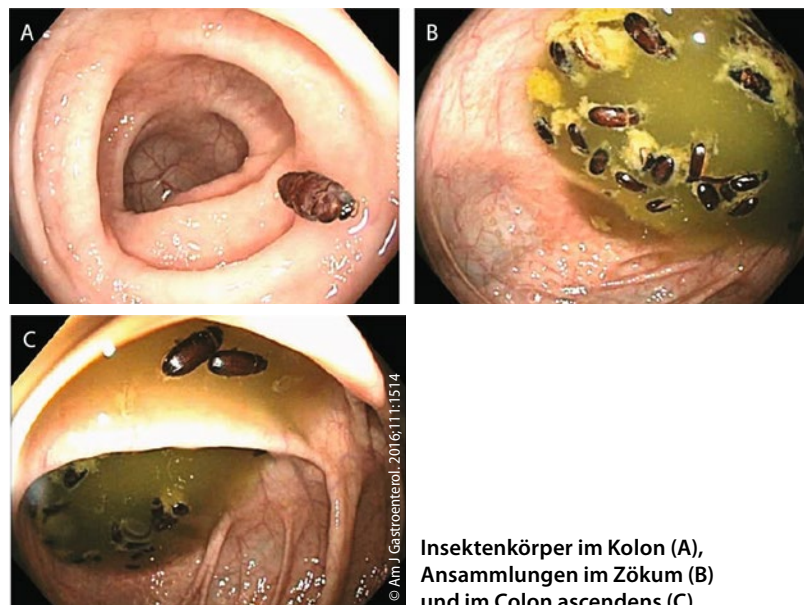 A
B
C
© Am J Gastroenterol. 2016;111:1514
Insektenkörper im Kolon (A),
Ansammlungen im Zökum (B)
und im Colon ascendens (C)